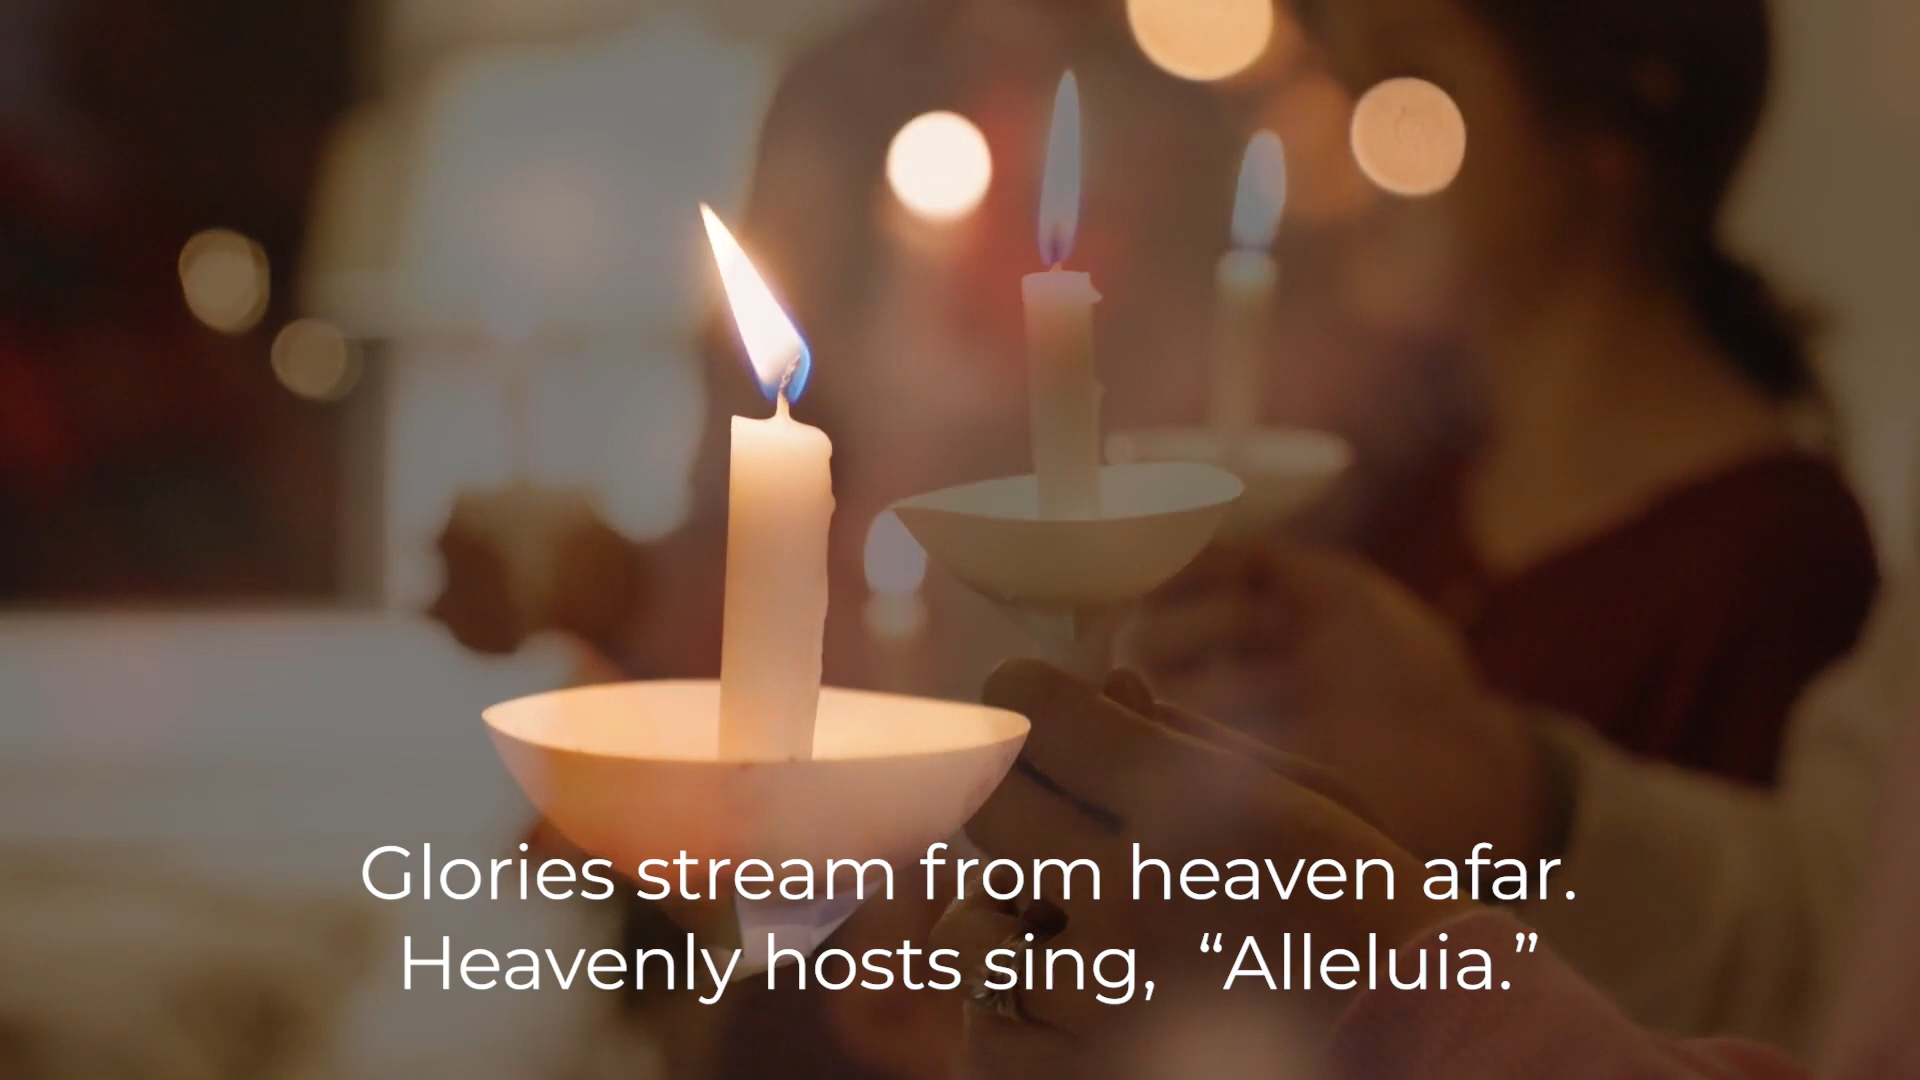 Glories stream from heaven afar.
Heavenly hosts sing, “Alleluia.”